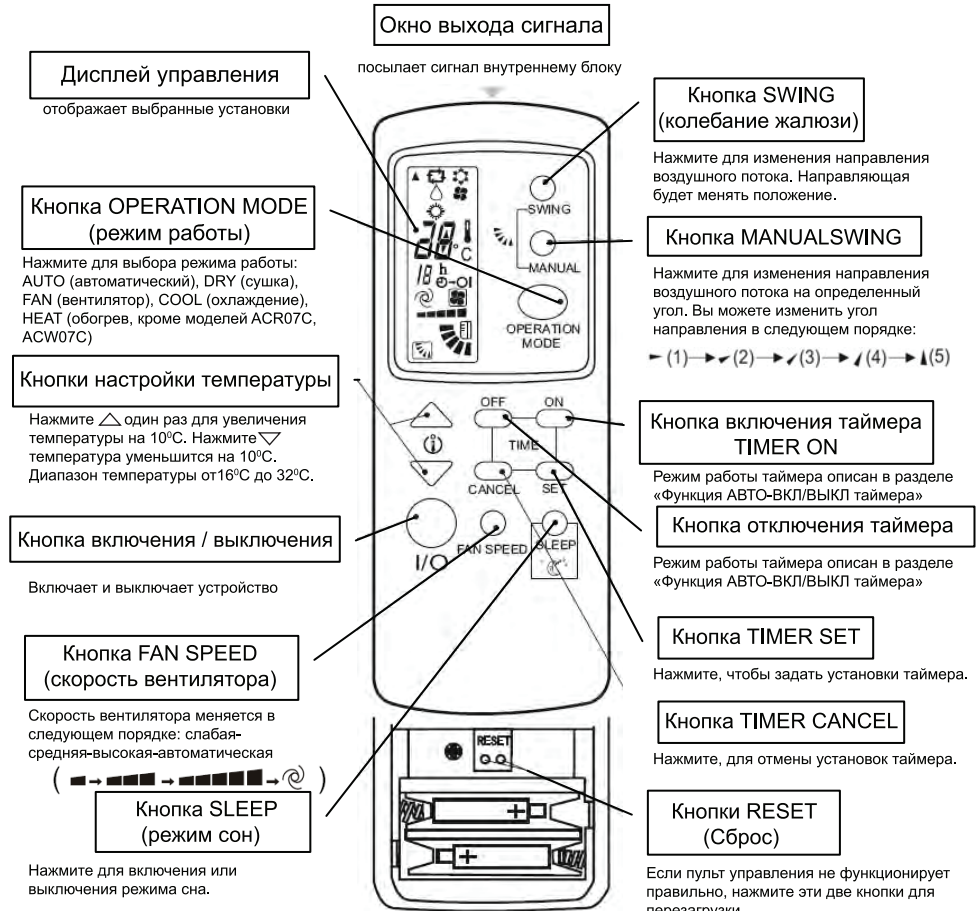 Окно выхода сигнала
посылает сигнал внутреннему блоку
Дисплей управления
отображает выбранные установки
Кнопка OPERATION MODE
(режим работы)
Нажмите для выбора режима работы:
AUTO (автоматический), DRY (сушка),
FAN (вентилятор), COOL (охлаждение),
HEAT (обогрев, кроме моделей ACR07C,
ACW07C)
Кнопки настройки температуры
Нажмите △ один раз для увеличения
температуры на 10⁰C. Нажмите ▽
температура уменьшится на 10⁰C.
Диапазон температуры от16⁰C до 32⁰C.
Кнопка включения / выключения
Включает и выключает устройство
Кнопка FAN SPEED
(скорость вентилятора)
Скорость вентилятора меняется в
следующем порядке: слабая-
средняя-высокая-автоматическая
Кнопка SLEEP
(режим сон)
Нажмите для включения или
выключения режима сна.
28°C
18 h
SWING
MANUAL
OPERATION
MODE
OFF ON
TIME
CANCEL SET
I/O
FAN SPEED
SLEEP
RESET
+
+
Кнопка SWING
(колебание жалюзи)
Нажмите для изменения направления
воздушного потока. Направляющая
будет менять положение.
Кнопка MANUALSWING
Нажмите для изменения направления
воздушного потока на определенный
угол. Вы можете изменить угол
направления в следующем порядке:
(1)→(2)→(3)→(4)→(5)
Кнопка включения таймера
TIMER ON
Режим работы таймера описан в разделе
«Функция АВТО-ВКЛ/ВЫКЛ таймера»
Кнопка отключения таймера
Режим работы таймера описан в разделе
«Функция АВТО-ВКЛ/ВЫКЛ таймера»
Кнопка TIMER SET
Нажмите, чтобы задать установки таймера.
Кнопка TIMER CANCEL
Нажмите, для отмены установок таймера.
Кнопки RESET
(Сброс)
Если пульт управления не функционирует
правильно, нажмите эти две кнопки для
перезагрузки